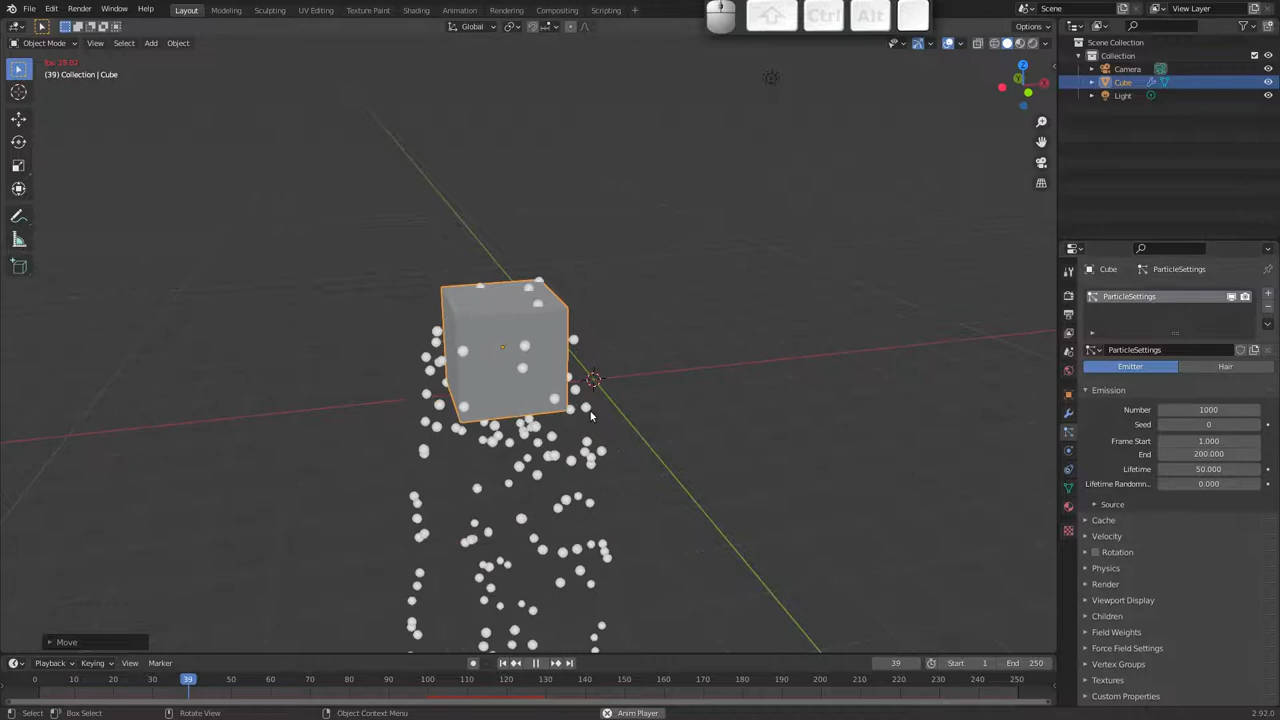 File Edit Render Window Help Layout Modeling Sculpting UV Editing Texture Paint Shading Animation Rendering Compositing Scripting + Ctrl Alt Scene View Layer
Global Options
Object Mode View Select Add Object
Scene Collection
Collection
Camera
Cube
Light
(39) Collection | Cube
Z
X
Y
Cube ParticleSettings
ParticleSettings
ParticleSettings
Emitter Hair
Emission
Number 1000
Seed 0
Frame Start 1.000
End 200.000
Lifetime 50.000
Lifetime Randomn.. 0.000
Source
Cache
Velocity
Rotation
Physics
Render
Viewport Display
Children
Field Weights
Force Field Settings
Vertex Groups
Textures
Custom Properties
Move
Playback Keying View Marker 39 Start 1 End 250
0 10 20 30 39 50 60 70 80 90 100 110 120 130 140 150 160 170 180 190 200 210 220 230 240 250
Select Box Select Rotate View Object Context Menu Anim Player 2.92.0